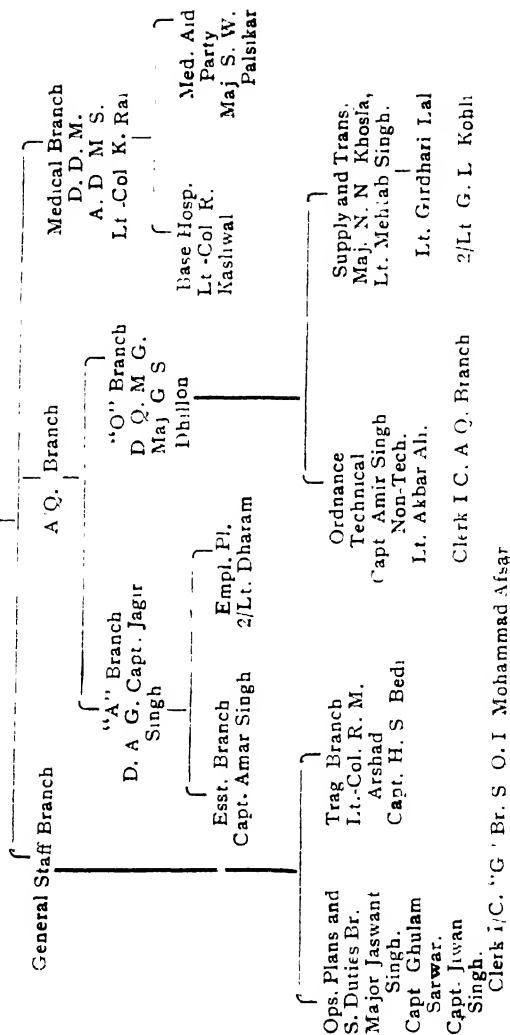 General Staff Branch
A Q. Branch
Medical Branch
D. D. M.
A. D M S.
Lt -Col K. Rai
"A" Branch
D. A G. Capt. Jagir
Singh
"O" Branch
D Q. M G.
Maj G S
Dhillon
Base Hosp.
Lt -Col R.
Kasliwal
Med. Aid
Party
Maj S. W.
Palsikar
Esst. Branch
Capt. Amar Singh
Empl. Pl.
2/Lt. Dharam
Ops. Plans and
S. Duties Br.
Major Jaswant
Singh.
Capt Ghulam
Sarwar.
Capt. Jiwan
Singh.
Trag Branch
Lt.-Col. R. M.
Arshad
Capt. H. S Bedi
Ordnance
Technical
Capt Amir Singh
Non-Tech.
Lt. Akbar Ali.
Supply and Trans.
Maj. N. N Khosla,
Lt. Mehtab Singh.
Lt. Girdhari Lal
2/Lt G. L Kohli
Clerk I C. A Q. Branch
Clerk i/C. "G' Br. S O. I Mohammad Afsar